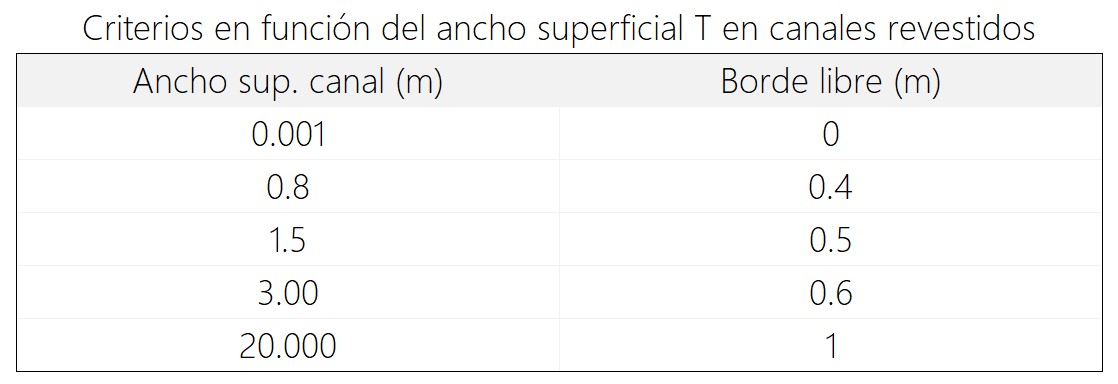 Criterios en función del ancho superficial T en canales revestidos
Ancho sup. canal (m) Borde libre (m)
0.001 0
0.8 0.4
1.5 0.5
3.00 0.6
20.000 1